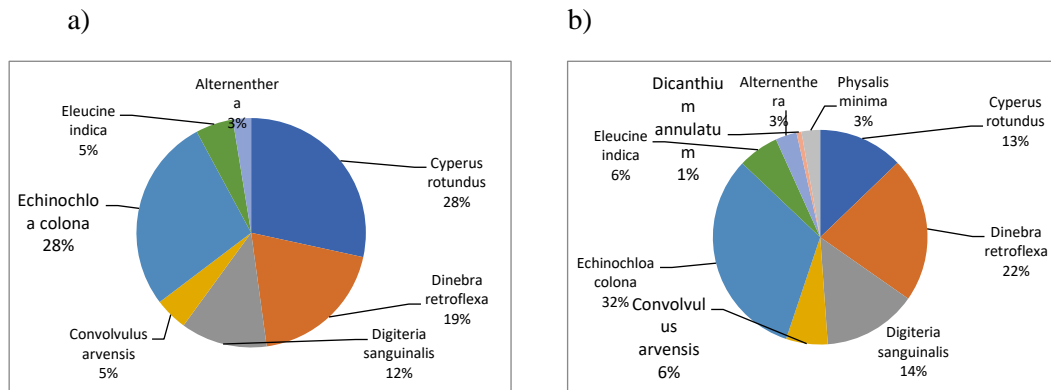 a)
Alternenther
a
3%
Cyperus
rotundus
28%
Dinebra
retroflexa
19%
Digiteria
sanguinalis
12%
Convolvulus
arvensis
5%
Echinochlo
a colona
28%
Eleucine
indica
5%
b)
Physalis
minima
3%
Cyperus
rotundus
13%
Dinebra
retroflexa
22%
Digiteria
sanguinalis
14%
Convolvul
us
arvensis
6%
Echinochloa
colona
32%
Eleucine
indica
6%
Alternenthe
ra
3%
Dicanthiu
m
annulatu
m
1%